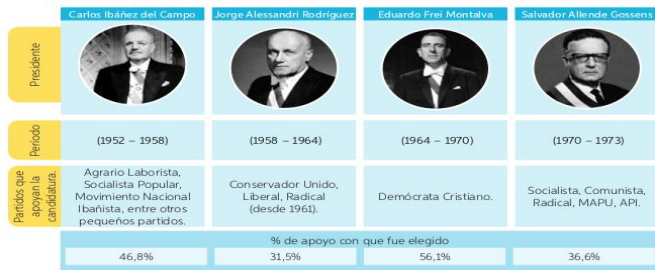 Presidente
Carlos Ibáñez del Campo
Jorge Alessandri Rodríguez
Eduardo Frei Montalva
Salvador Allende Gossens
Período
(1952 – 1958)
(1958 – 1964)
(1964 – 1970)
(1970 – 1973)
Partidos que
apoyan la
candidatura.
Agrario Laborista,
Socialista Popular,
Movimiento Nacional
Ibañista, entre otros
pequeños partidos.
Conservador Unido,
Liberal, Radical
(desde 1961).
Demócrata Cristiano.
Socialista, Comunista,
Radical, MAPU, API.
% de apoyo con que fue elegido
46,8%
31,5%
56,1%
36,6%